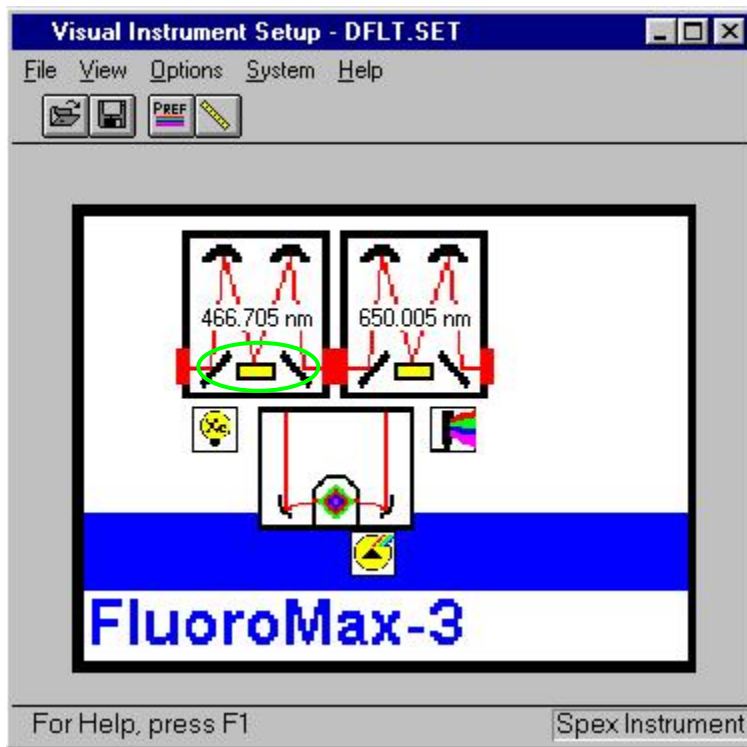 Visual Instrument Setup - DFLT.SET
File View Options System Help
PREF
466.705 nm 650.005 nm
Xe
FluoroMax-3
For Help, press F1 Spex Instrument